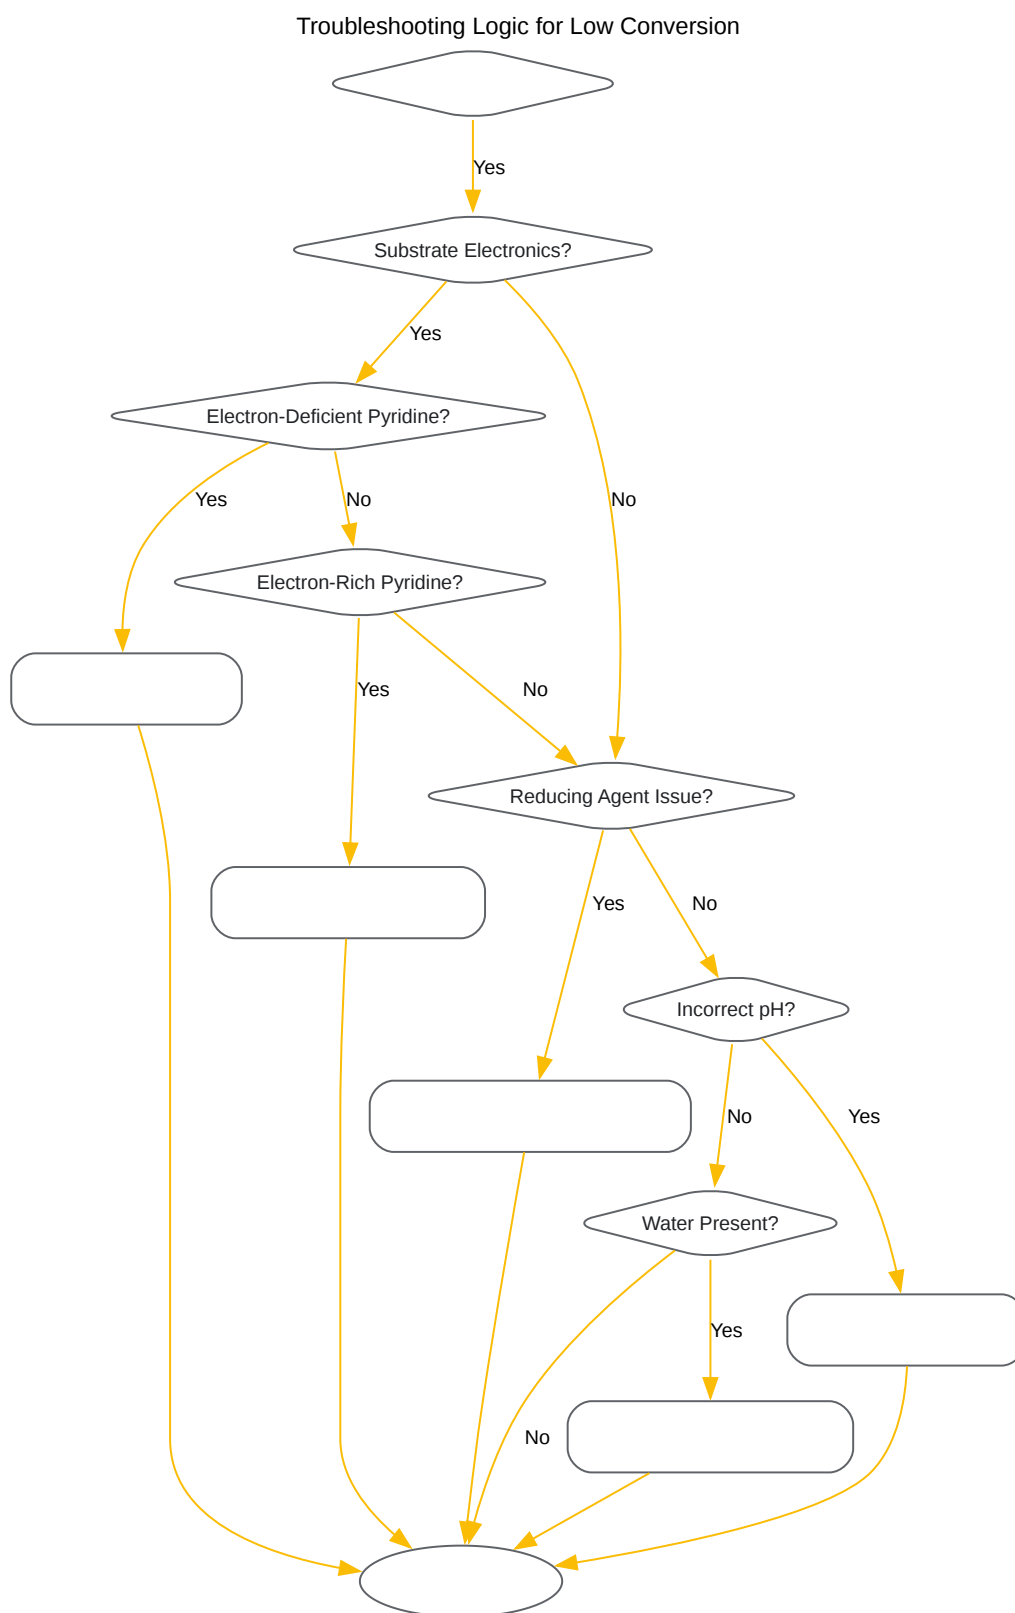 Troubleshooting Logic for Low Conversion
Yes
Substrate Electronics?
Yes
Electron-Deficient Pyridine?
Yes
No
No
Electron-Rich Pyridine?
Yes
No
Reducing Agent Issue?
Yes
No
Incorrect pH?
No
Yes
Water Present?
Yes
No